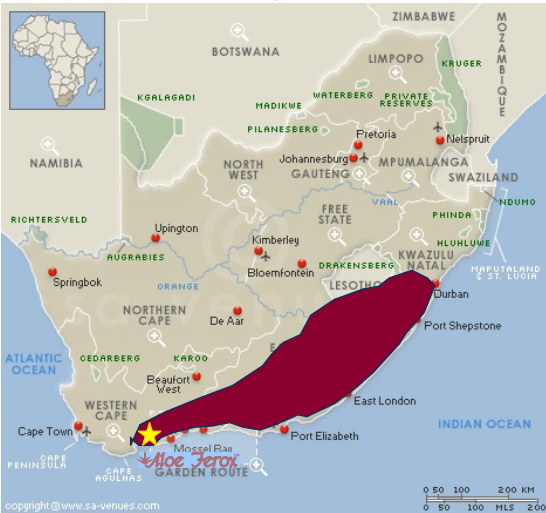 ZIMBABWE
MOZAMBIQUE
BOTSWANA
LIMPOPO
KRUGER
KGALAGADI
WATERBERG
PRIVATE
RESERVES
MADIKWE
PILANESBERG
Pretoria
Nelspruit
NAMIBIA
NORTH
WEST
Johannesburg
GAUTENG
MPUMALANGA
SWAZILAND
VAAL
NDUMO
RICHTERSVELD
FREE
STATE
PHINDA
Upington
Kimberley
HLUHLUWE
AUGRABIES
Bloemfontein
DRAKENSBERG
KWAZULU
NATAL
MAPUTALAND
& ST. LUCIA
Springbok
ORANGE
LESOTHO
Durban
NORTHERN
CAPE
De Aar
Port Shepstone
ATLANTIC
OCEAN
CEDARBERG
KAROO
Beaufort
West
WESTERN
CAPE
East London
Cape Town
Mossel Bay
Port Elizabeth
INDIAN OCEAN
CAPE
PENINSULA
Aloe Ferox
CAPE
AGULHAS
GARDEN ROUTE
0 50 100 200 KM
0 50 100 MLS 200
copyright@www.sa-venues.com